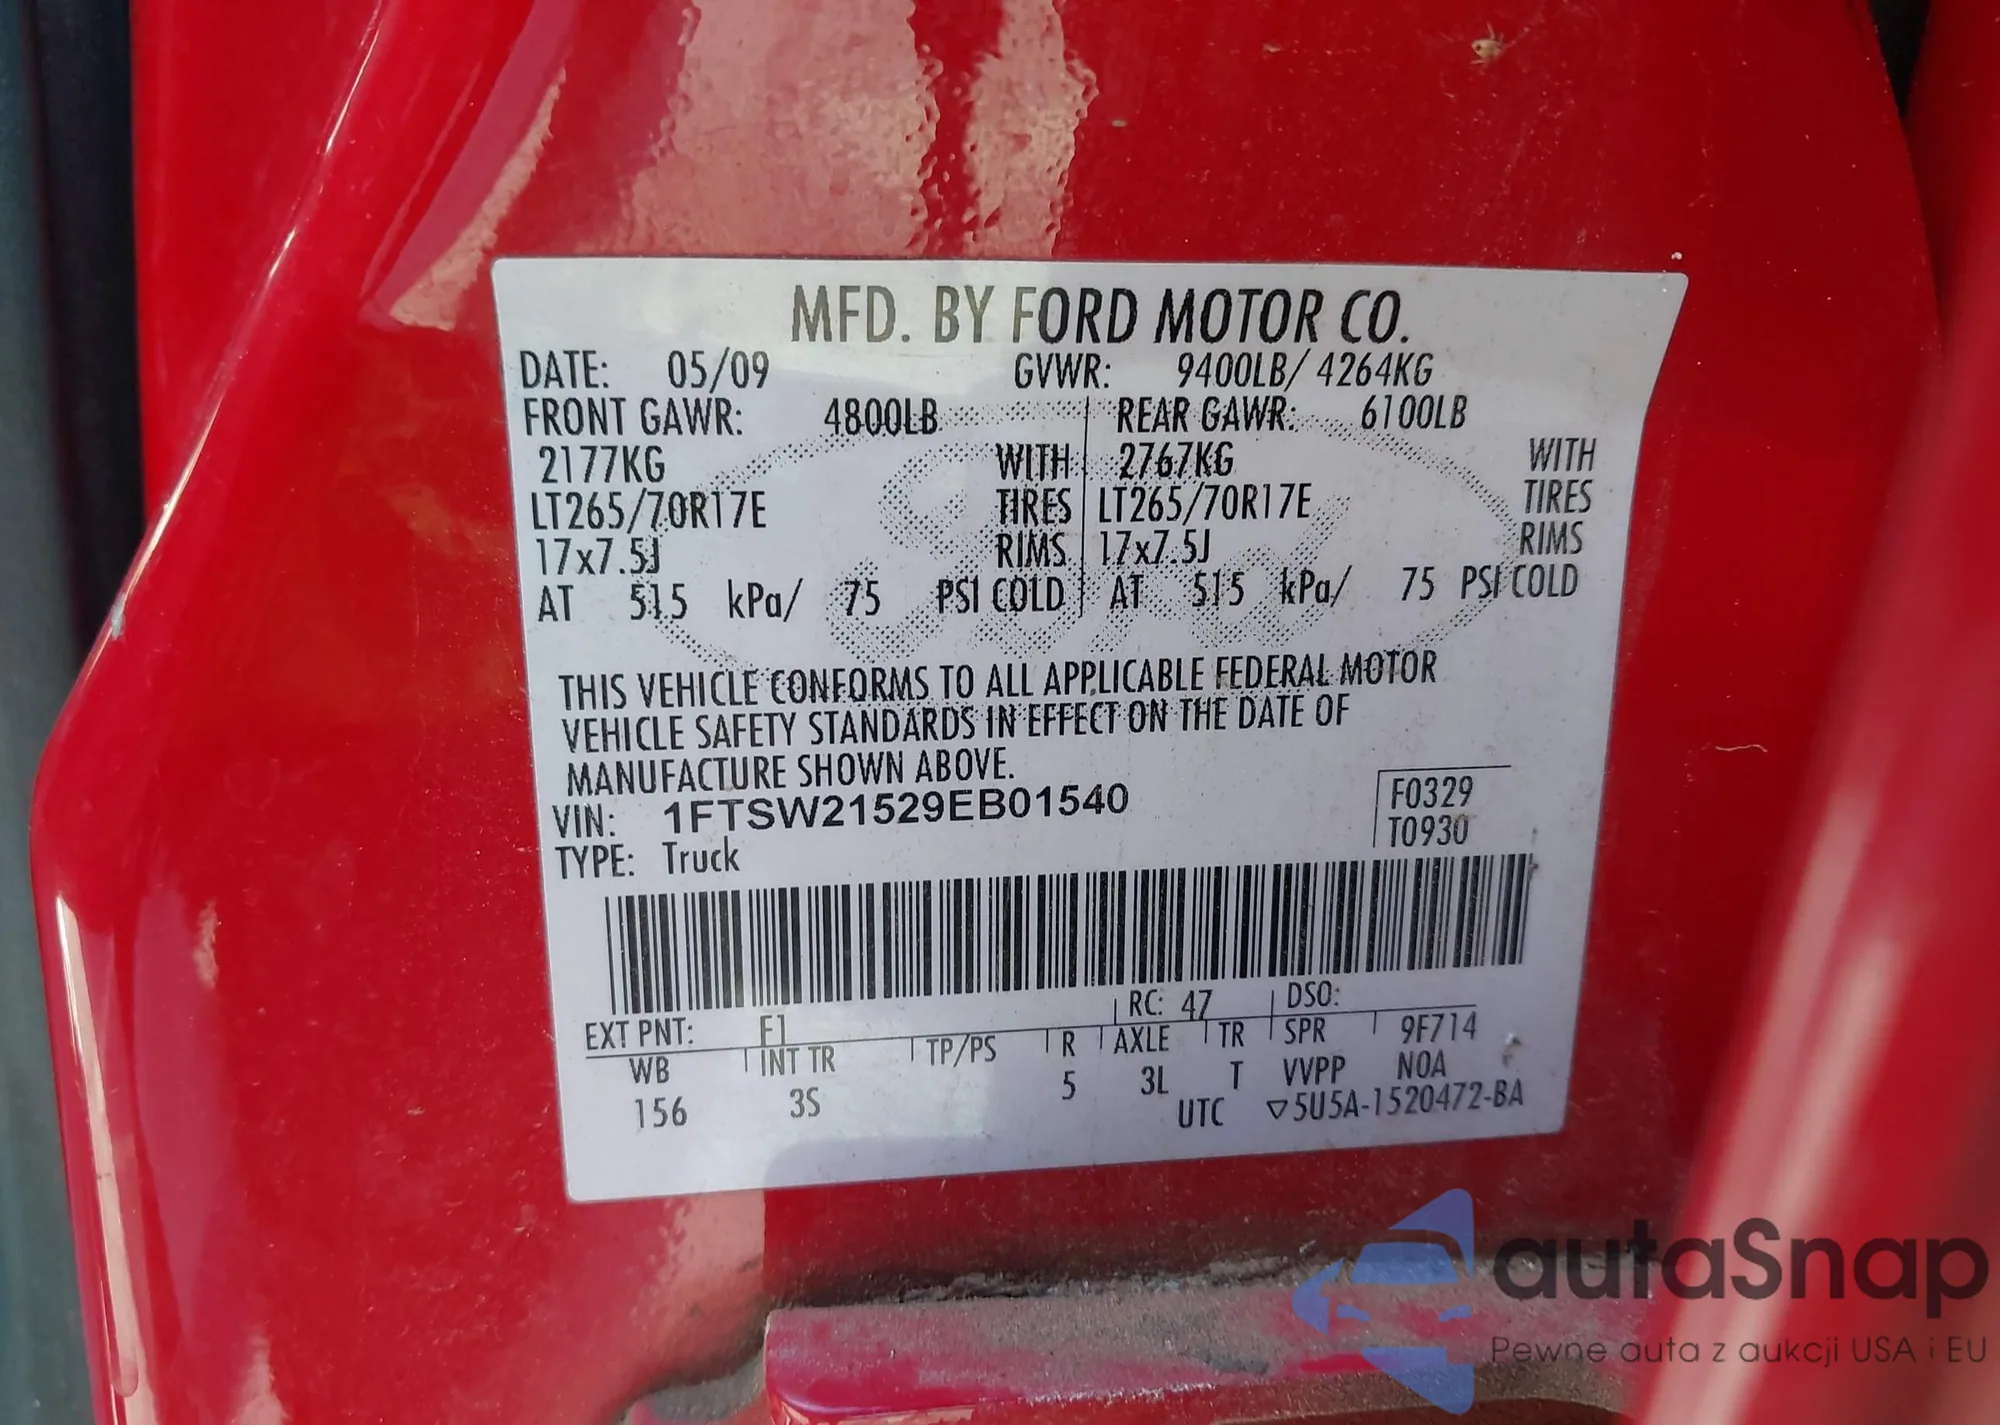 MFD. BY FORD MOTOR CO.
DATE: 05/09 GVWR: 9400LB/ 4264KG
FRONT GAWR: 4800LB REAR GAWR: 6100LB
2177KG WITH 2767KG WITH
LT265/70R17E TIRES LT265/70R17E TIRES
17x7.5J RIMS 17x7.5J RIMS
AT 515 kPa/ 75 PSI COLD AT 515 kPa/ 75 PSI COLD
THIS VEHICLE CONFORMS TO ALL APPLICABLE FEDERAL MOTOR
VEHICLE SAFETY STANDARDS IN EFFECT ON THE DATE OF
MANUFACTURE SHOWN ABOVE.
VIN: 1FTSW21529EB01540 F0329
T0930
TYPE: Truck
RC: 47 DSO:
EXT PNT: F1
WB INT TR TP/PS R AXLE TR SPR 9F714
156 3S 5 3L T VVPP N0A
UTC ▽5U5A-1520472-BA
autaSnap
Pewne auta z aukcji USA i EU